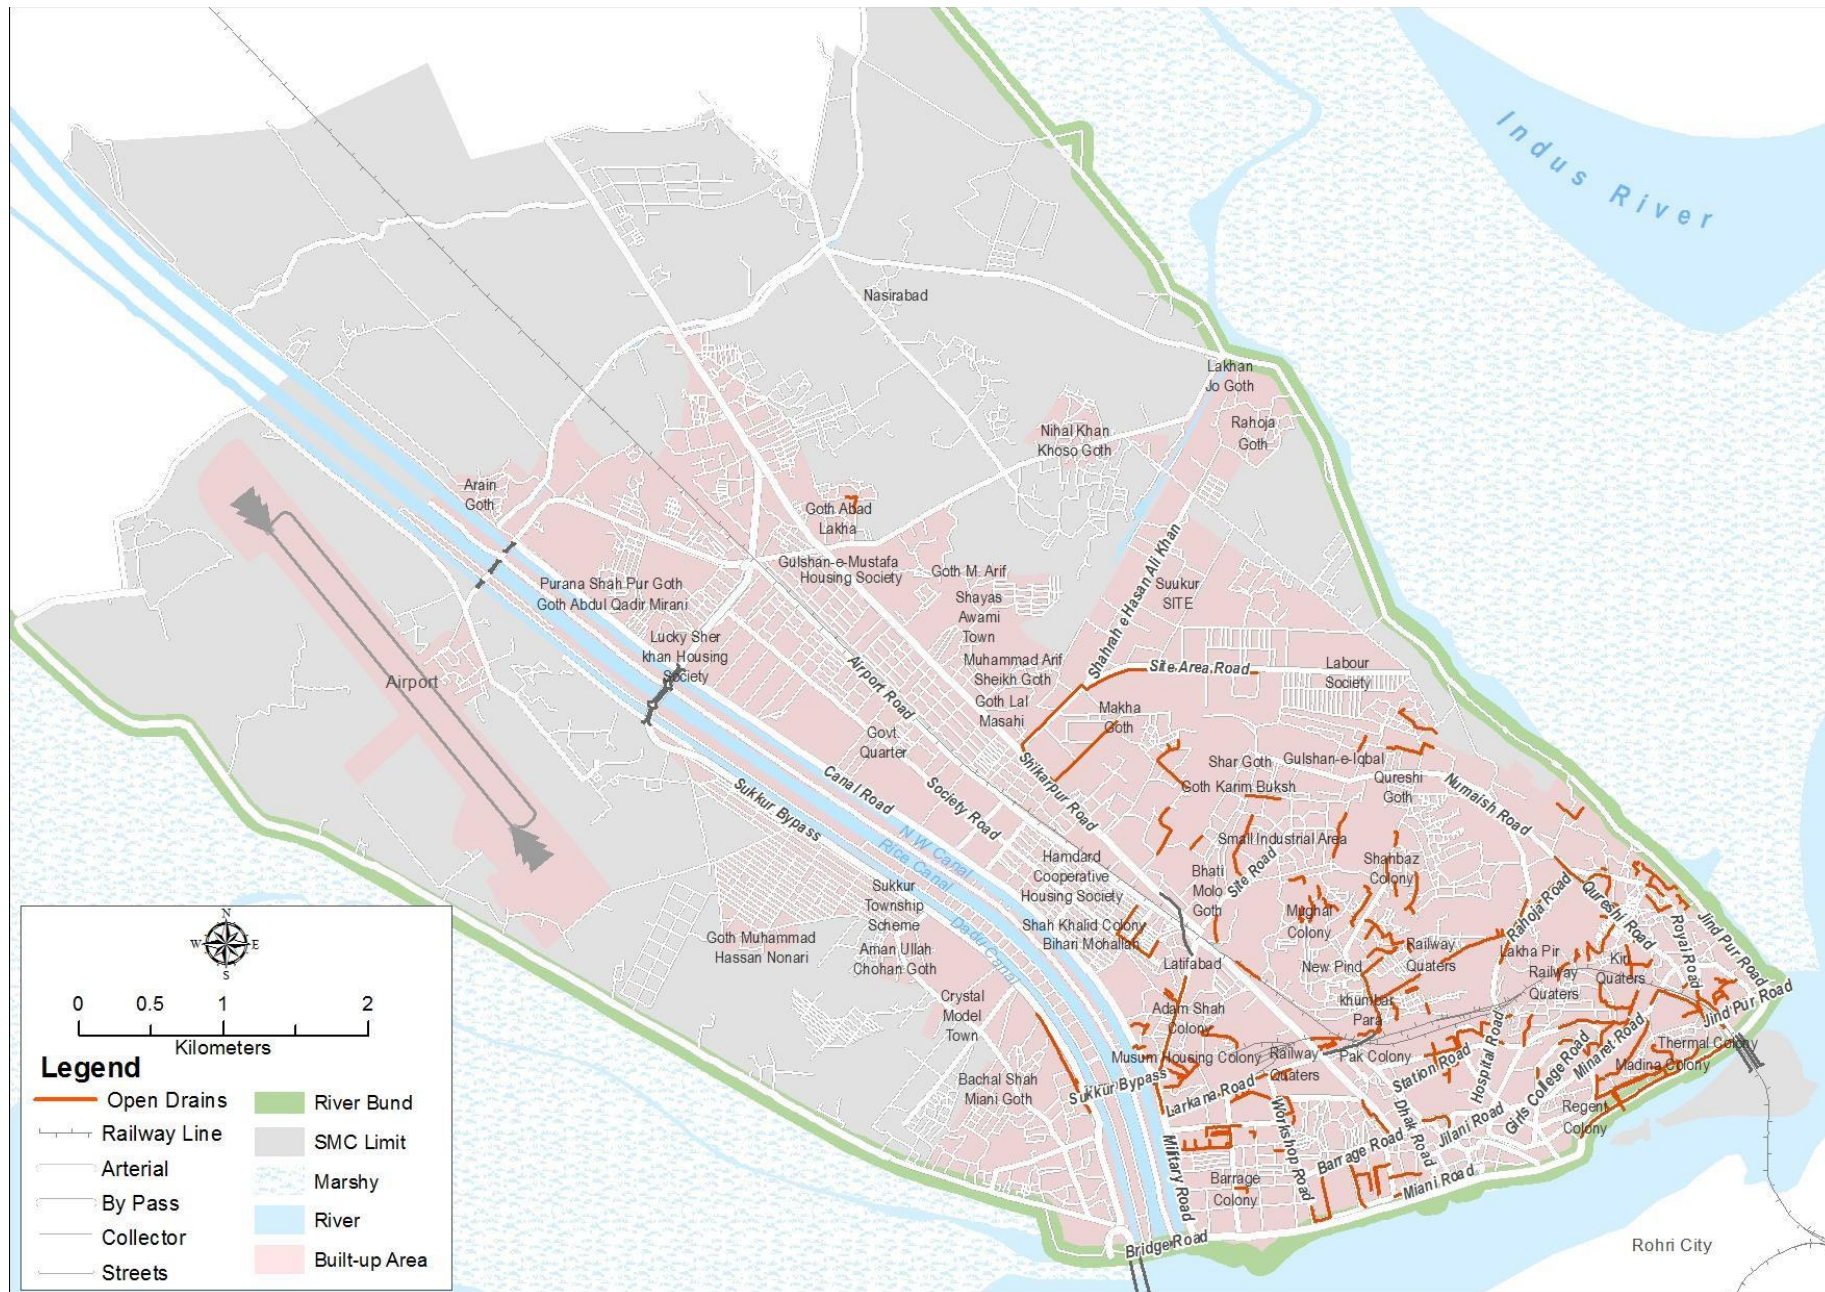 Indus River
Nasirabad
Lakhan
Jo Goth
Rahoja
Goth
Nihal Khan
Khoso Goth
Arain
Goth
Goth Abad
Lakha
Gulshan-e-Mustafa
Housing Society
Goth M. Arif
Shahrah e Hasan Ali Khan
Suukur
SITE
Purana Shah Pur Goth
Goth Abdul Qadir Mirani
Shayas
Awami
Town
Lucky Sher
khan Housing
Society
Airport
Airport Road
Muhammad Arif
Sheikh Goth
Site Area Road
Labour
Society
Goth Lal
Masahi
Makha
Goth
Govt.
Quarter
Shikarpur Road
Shar Goth
Gulshan-e-Iqbal
Qureshi
Goth
Goth Karim Buksh
Numaish Road
Canal Road
Sukkur Bypass
Society Road
N W Canal
Rice Canal
Dadu Canal
Small Industrial Area
Site Road
Shahbaz
Colony
Hamdard
Cooperative
Housing Society
Bhati
Molo
Goth
Sukkur
Township
Scheme
Mughal
Colony
Rahoja Road
Qureshi Road
Royal Road
Jind Pur Road
Shah Khalid Colony
Bihari Mohallah
Goth Muhammad
Hassan Nonari
Aman Ullah
Chohan Goth
Latifabad
New Pind
Railway
Quaters
Lakha Pir
Railway
Quaters
Kiri
Quaters
Crystal
Model
Town
Adam Shah
Colony
khumbar
Para
Jind Pur Road
Musum Housing Colony
Railway
Quaters
Pak Colony
Station Road
Hospital Road
Girls College Road
Minaret Road
Thermal Colony
Madina Colony
Bachal Shah
Miani Goth
Sukkur Bypass
Larkana Road
Workshop Road
Dhak Road
Jilani Road
Regent
Colony
Barrage Road
Military Road
Barrage
Colony
Miani Road
Bridge Road
Rohri City
N
W E
S
0 0.5 1 2
Kilometers
Legend
Open Drains
Railway Line
Arterial
By Pass
Collector
Streets
River Bund
SMC Limit
Marshy
River
Built-up Area